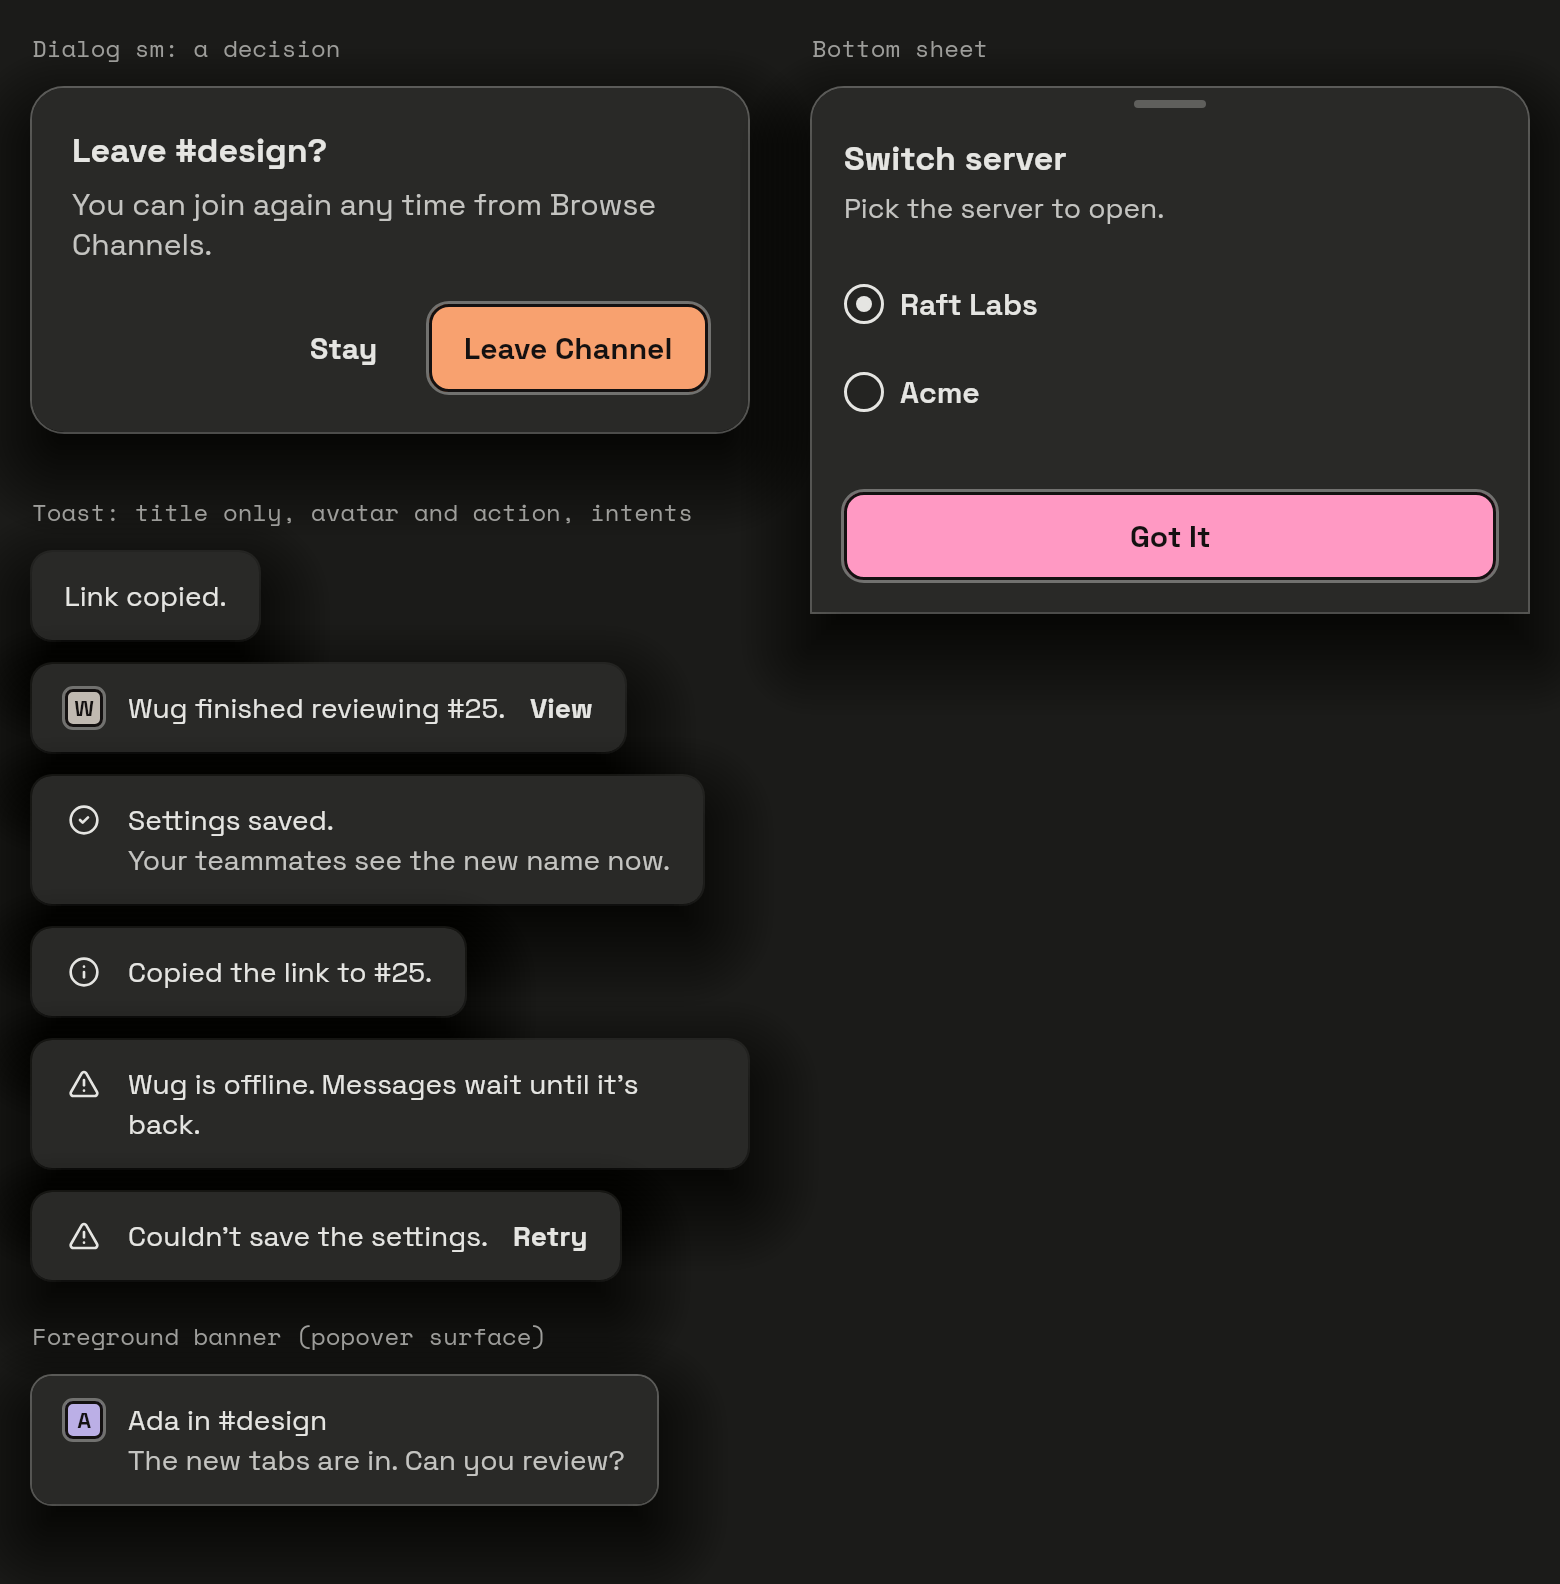 Dialog sm: a decision
Leave #design?
You can join again any time from Browse
Channels.
Stay
Leave Channel
Toast: title only, avatar and action, intents
Link copied.
W
Wug finished reviewing #25.
View
Settings saved.
Your teammates see the new name now.
Copied the link to #25.
Wug is offline. Messages wait until it’s
back.
Couldn’t save the settings.
Retry
Foreground banner (popover surface)
A
Ada in #design
The new tabs are in. Can you review?
Bottom sheet
Switch server
Pick the server to open.
Raft Labs
Acme
Got It